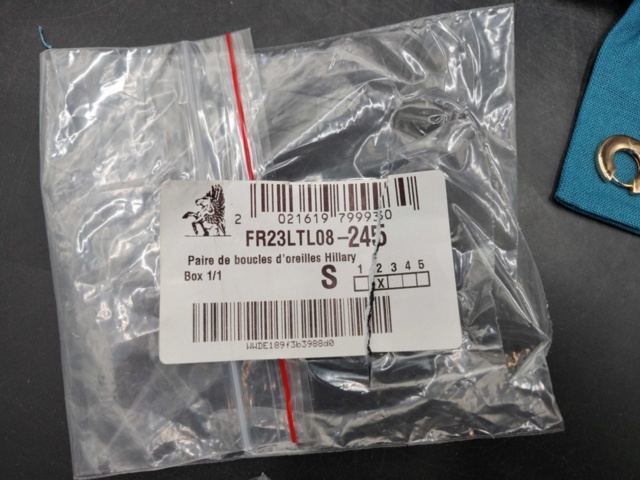 2 021619 799930
FR23LTL08-245
Paire de boucles d'oreilles Hillary
Box 1/1
S
1 2 3 4 5
X
WWDE189f3b3988d0